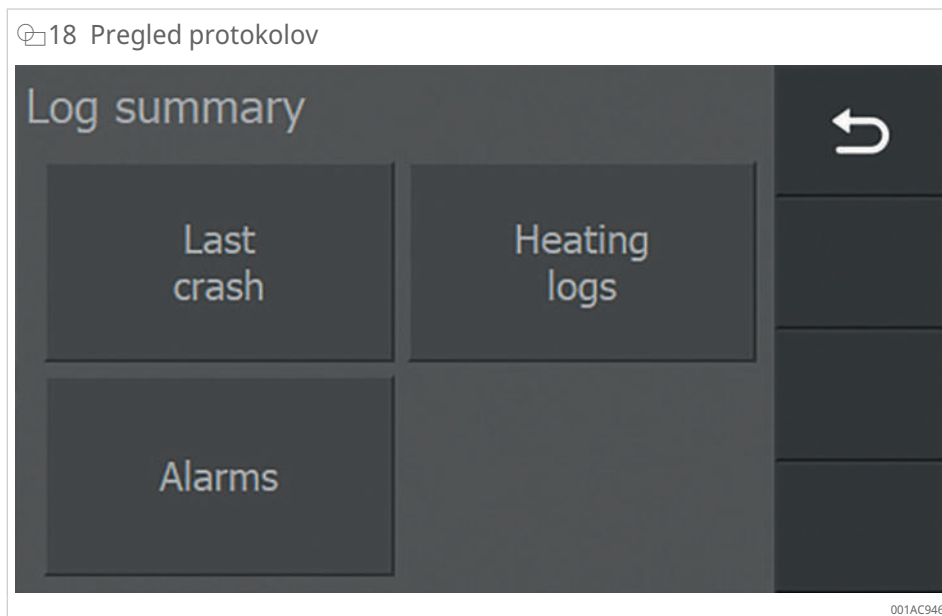 18 Pregled protokolov
Log summary
Last
crash
Heating
logs
Alarms
001AC946